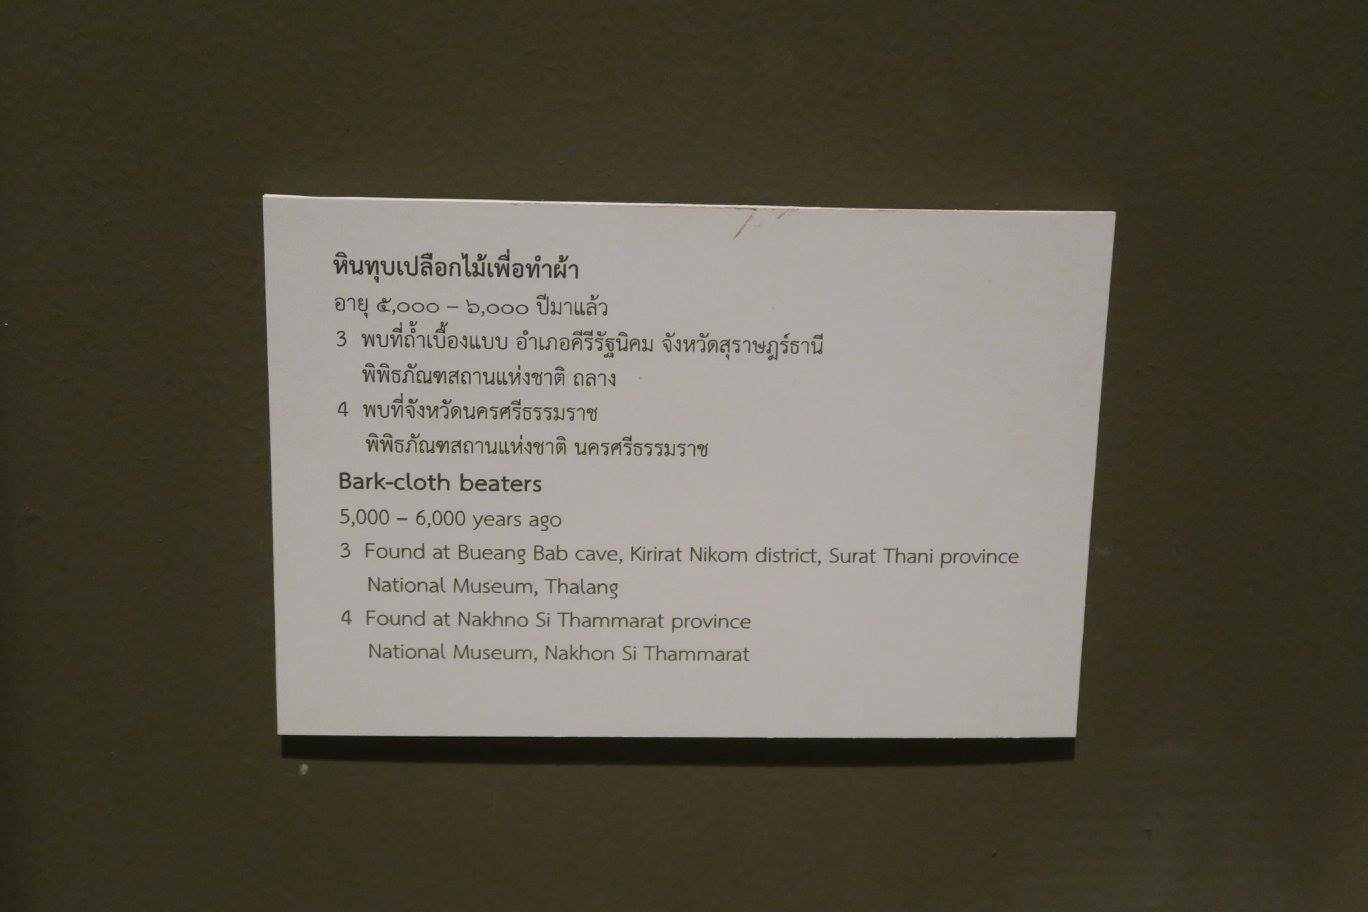 หินทุบเปลือกไม้เพื่อทำผ้า
อายุ ๕,๐๐๐ – ๖,๐๐๐ ปีมาแล้ว
3 พบที่ถ้ำเบื้องแบบ อำเภอคีรีรัฐนิคม จังหวัดสุราษฎร์ธานี
พิพิธภัณฑสถานแห่งชาติ ถลาง
4 พบที่จังหวัดนครศรีธรรมราช
พิพิธภัณฑสถานแห่งชาติ นครศรีธรรมราช
Bark-cloth beaters
5,000 – 6,000 years ago
3 Found at Bueang Bab cave, Kirirat Nikom district, Surat Thani province
National Museum, Thalang
4 Found at Nakhno Si Thammarat province
National Museum, Nakhon Si Thammarat